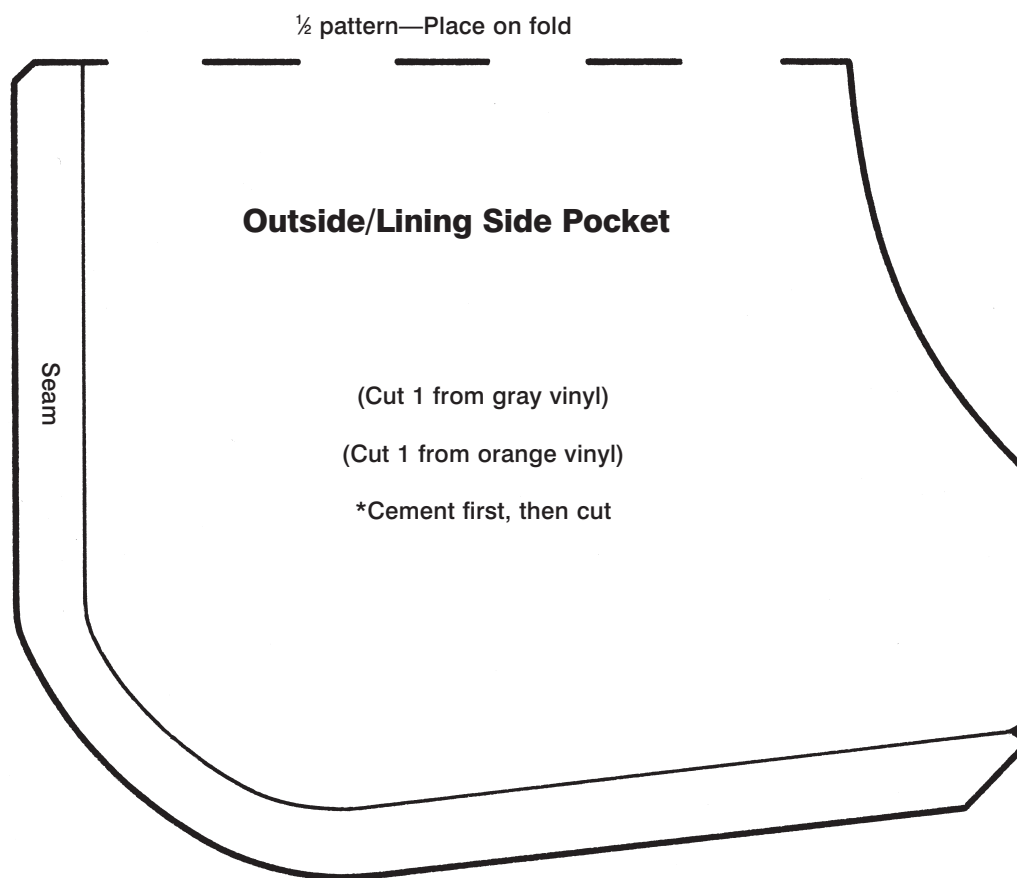 ½ pattern—Place on fold
Outside/Lining Side Pocket
Seam
(Cut 1 from gray vinyl)
(Cut 1 from orange vinyl)
*Cement first, then cut